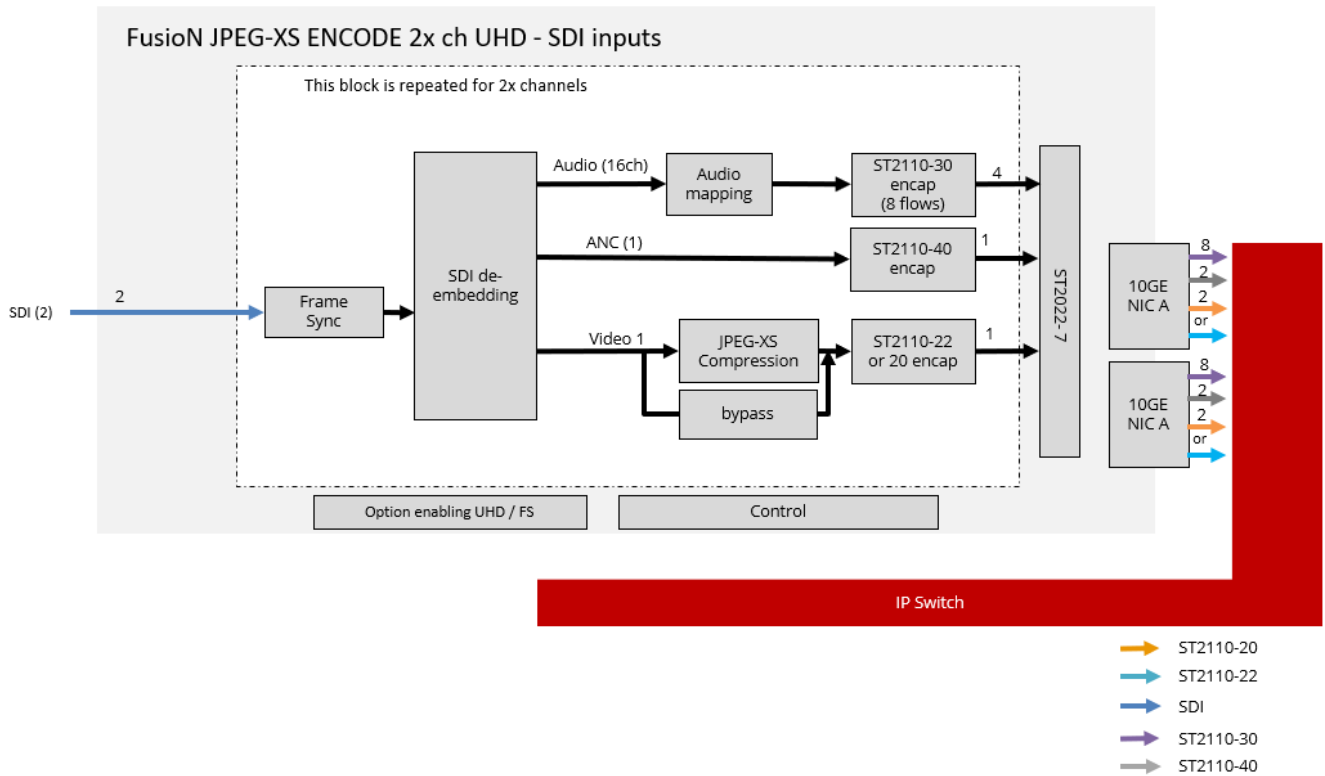 FusioN JPEG-XS ENCODE 2x ch UHD - SDI inputs
This block is repeated for 2x channels
Audio (16ch)
Audio
mapping
ST2110-30
encap
(8 flows)
4
ANC (1)
ST2110-40
encap
1
SDI de-
embedding
SDI (2)
2
Frame
Sync
Video 1
JPEG-XS
Compression
bypass
ST2110-22
or 20 encap
1
ST2022- 7
10GE
NIC A
8
2
2
or
10GE
NIC A
8
2
2
or
Option enabling UHD / FS
Control
IP Switch
ST2110-20
ST2110-22
SDI
ST2110-30
ST2110-40